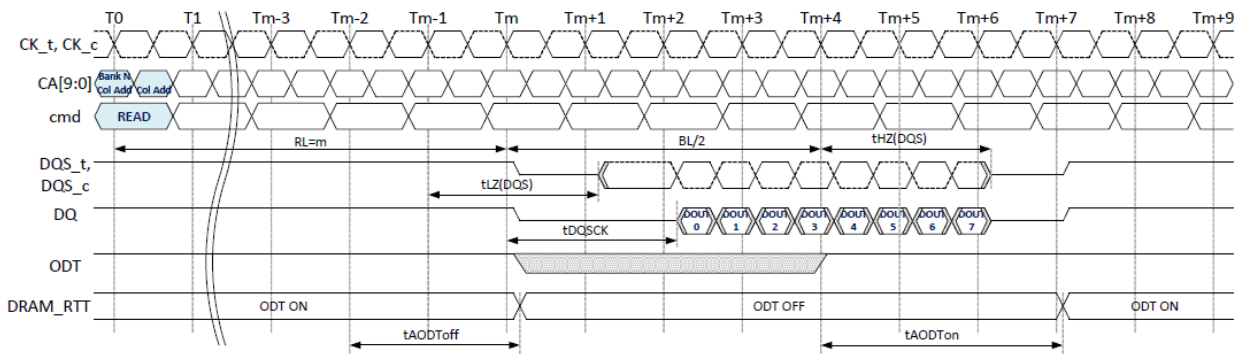 T0 T1 Tm-3 Tm-2 Tm-1 Tm Tm+1 Tm+2 Tm+3 Tm+4 Tm+5 Tm+6 Tm+7 Tm+8 Tm+9
CK_t, CK_c
CA[9:0] Bank N
Col Add Col Add
cmd READ
RL=m BL/2 tHZ(DQS)
DQS_t,
DQS_c
tLZ(DQS)
DQ DOUT DOUT DOUT DOUT DOUT DOUT DOUT DOUT
0 1 2 3 4 5 6 7
tDQSCK
ODT
DRAM_RTT ODT ON ODT OFF ODT ON
tAODToff tAODTon